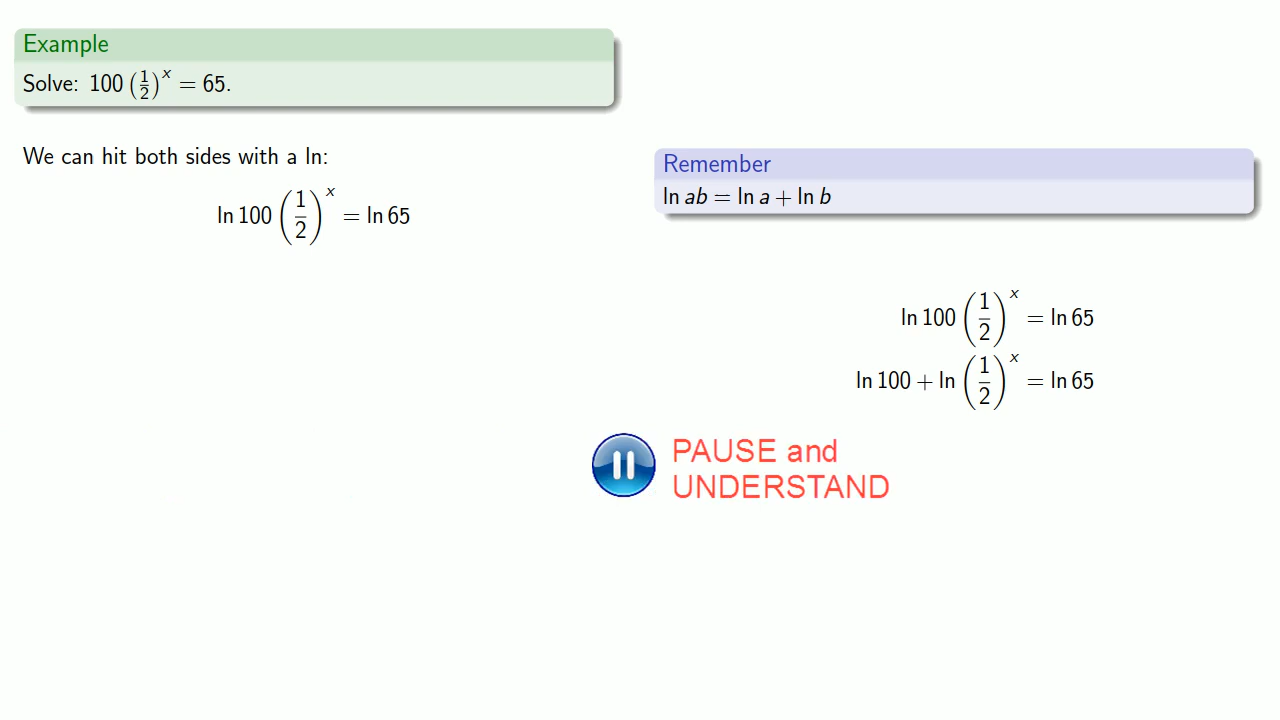 Example
Solve: 100 (1/2)^x = 65.
We can hit both sides with a ln:
ln 100 (1/2)^x = ln 65
Remember
ln ab = ln a + ln b
ln 100 (1/2)^x = ln 65
ln 100 + ln (1/2)^x = ln 65
PAUSE and
UNDERSTAND